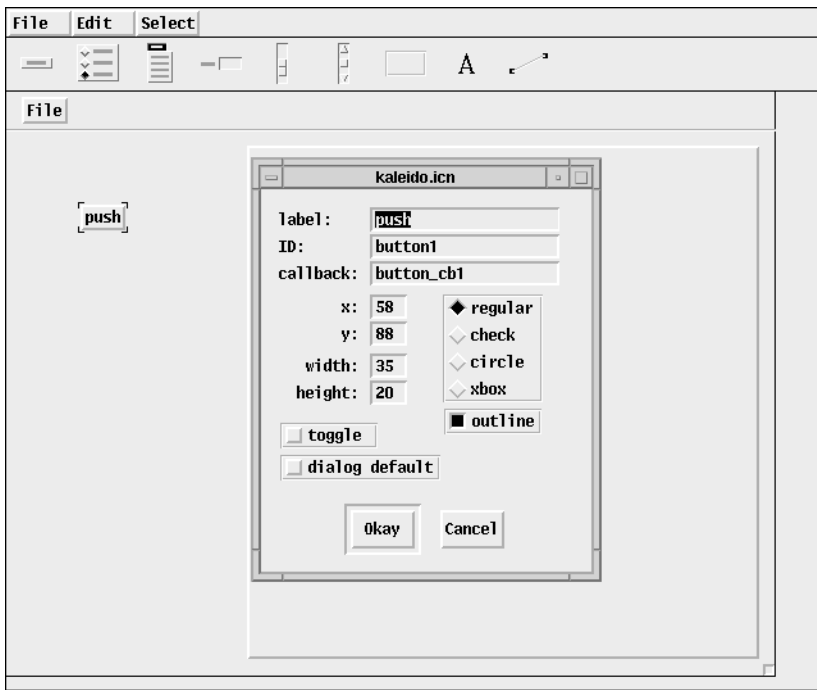 File Edit Select
A
File
kaleido.icn
push
label: push
ID: button1
callback: button_cb1
x: 58
regular
y: 88
check
width: 35
circle
height: 20
xbox
outline
toggle
dialog default
Okay Cancel